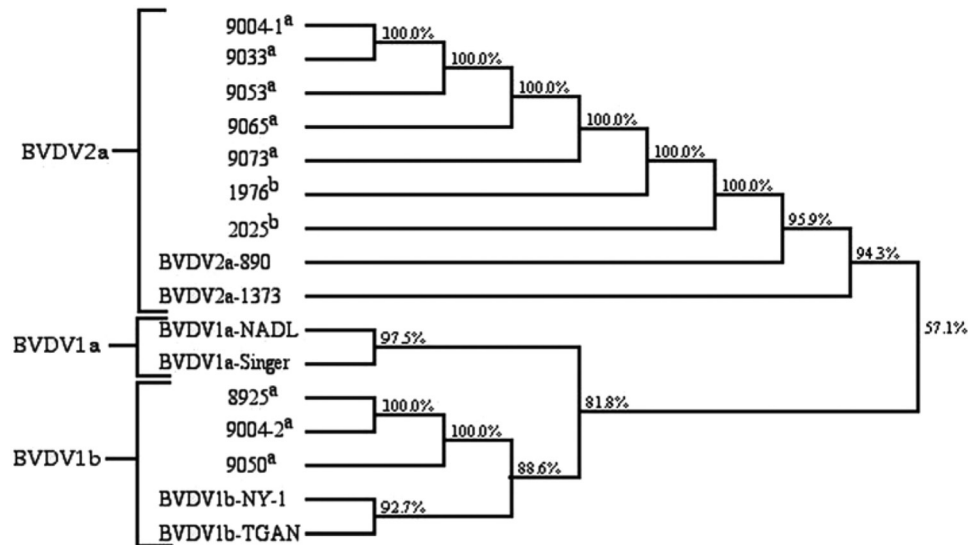 9004-1a
100.0%
9033a
100.0%
9053a
100.0%
9065a
100.0%
BVDV2a
9073a
100.0%
1976b
100.0%
2025b
95.9%
BVDV2a-890
94.3%
BVDV2a-1373
57.1%
BVDV1a
BVDV1a-NADL
97.5%
BVDV1a-Singer
81.8%
8925a
100.0%
9004-2a
100.0%
BVDV1b
9050a
88.6%
BVDV1b-NY-1
92.7%
BVDV1b-TGAN